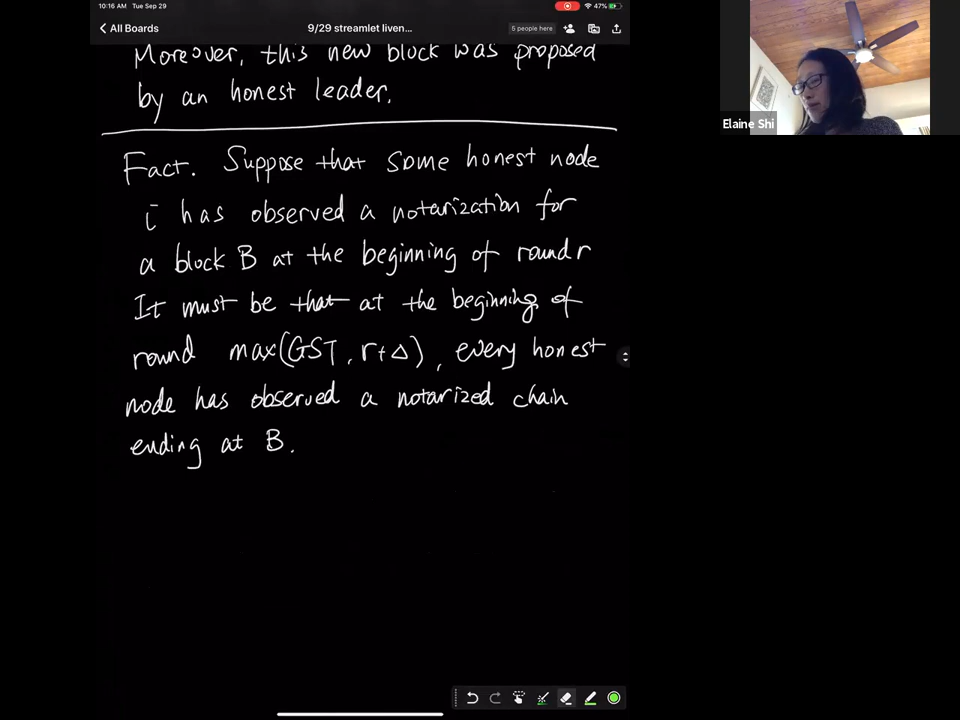 10:16 AM Tue Sep 29
47%
All Boards
9/29 streamlet liven...
5 people here
Moreover, this new block was proposed
by an honest leader.
Fact. Suppose that some honest node
i has observed a notarization for
a block B at the beginning of round r
It must be that at the beginning of
round max(GST, r+Δ), every honest
node has observed a notarized chain
ending at B.
Elaine Shi